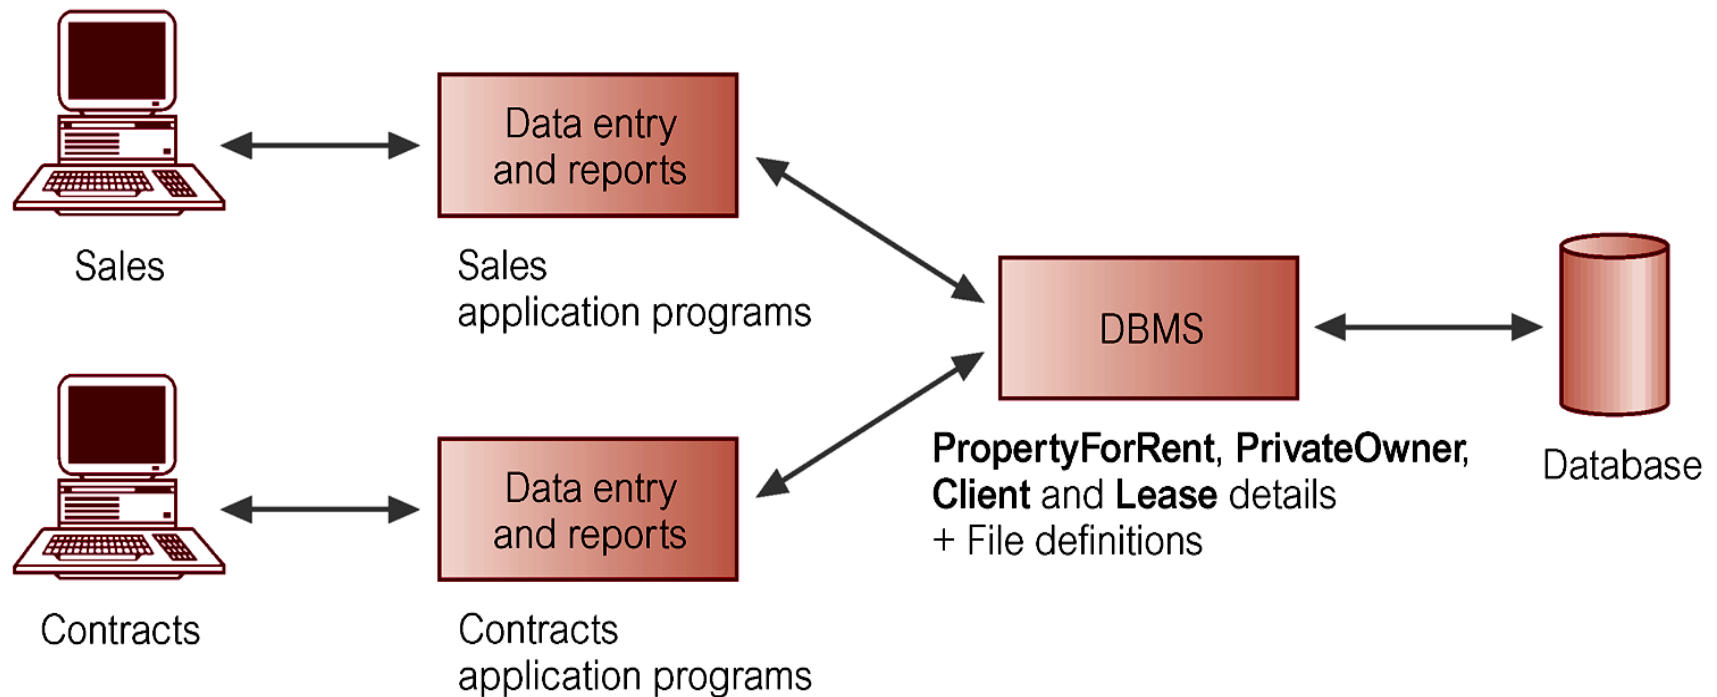 Data entry
and reports
Sales
Sales
application programs
DBMS
PropertyForRent, PrivateOwner,
Client and Lease details
+ File definitions
Database
Data entry
and reports
Contracts
Contracts
application programs